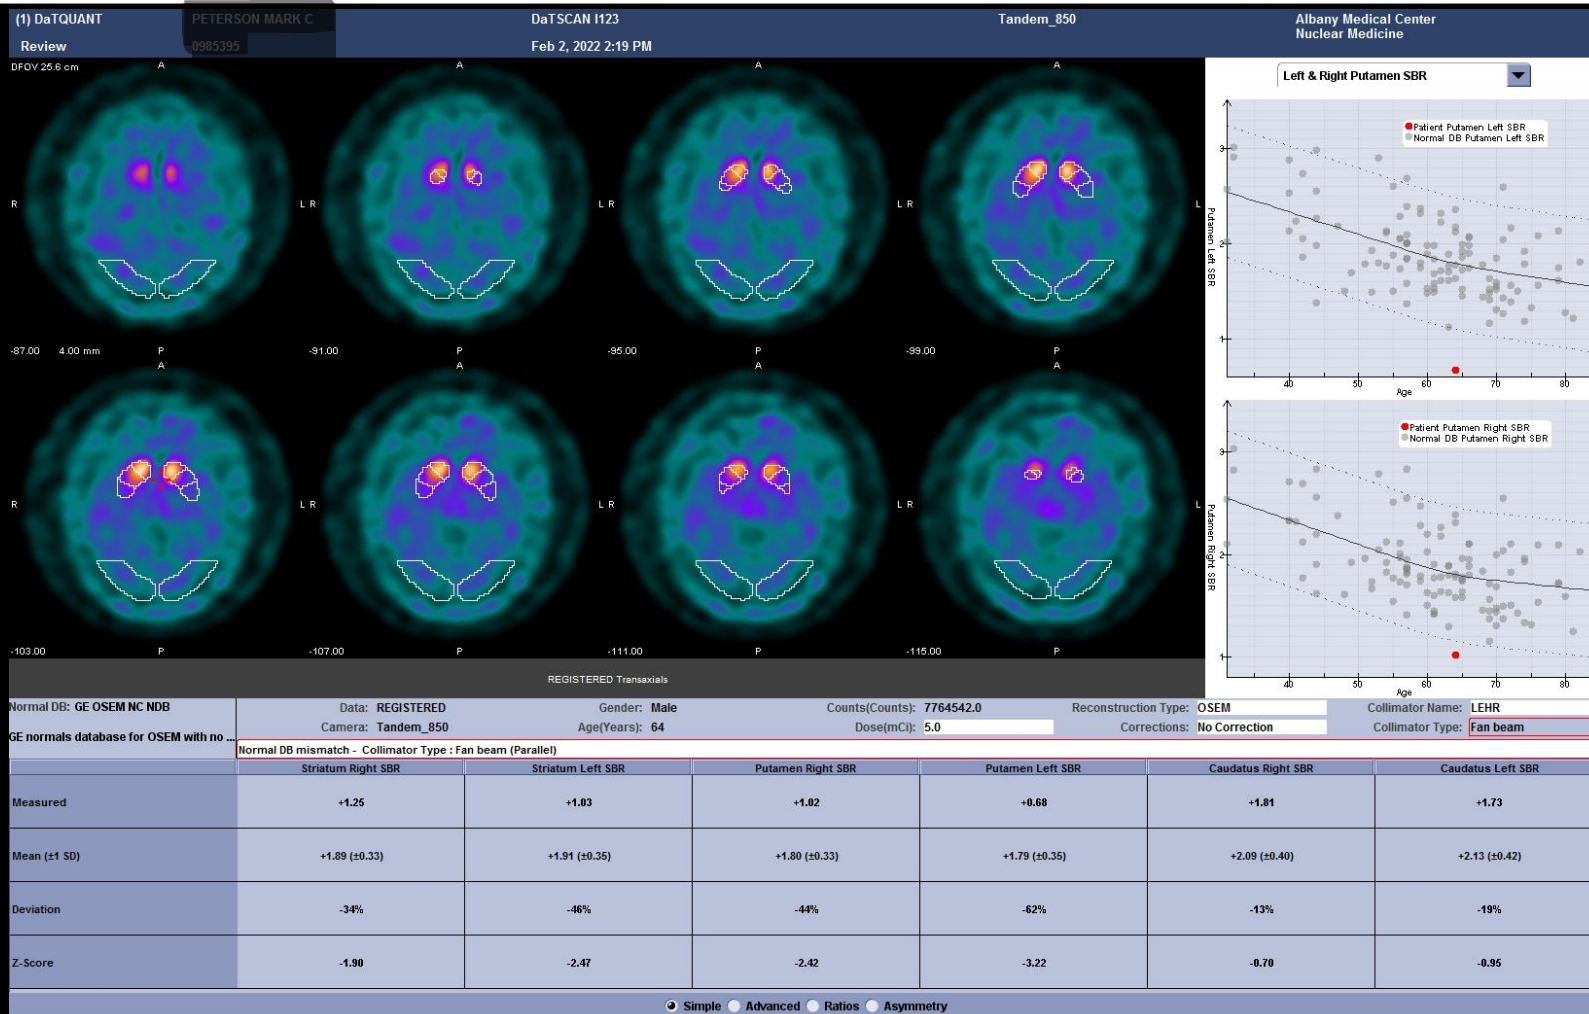 (1) DaTQUANT DaTSCAN I123 Tandem_850 Albany Medical Center
Review Feb 2, 2022 2:19 PM Nuclear Medicine
DFOV 25.6 cm A A A A
R L R L R L R L
-87.00 4.00 mm P -91.00 P -95.00 P -99.00 P
A A A A
R L R L R L R L
-103.00 P -107.00 P -111.00 P -115.00 P
REGISTERED Transaxials
Left & Right Putamen SBR
Patient Putamen Left SBR
Normal DB Putamen Left SBR
Putamen Left SBR
3
2
1
40 50 60 70 80
Age
Patient Putamen Right SBR
Normal DB Putamen Right SBR
Putamen Right SBR
3
2
1
40 50 60 70 80
Age
Normal DB: GE OSEM NC NDB Data: REGISTERED Gender: Male Counts(Counts): 7764542.0 Reconstruction Type: OSEM Collimator Name: LEHR
GE normals database for OSEM with no ... Camera: Tandem_850 Age(Years): 64 Dose(mCi): 5.0 Corrections: No Correction Collimator Type: Fan beam
Normal DB mismatch - Collimator Type : Fan beam (Parallel)
Striatum Right SBR Striatum Left SBR Putamen Right SBR Putamen Left SBR Caudatus Right SBR Caudatus Left SBR
Measured +1.25 +1.03 +1.02 +0.68 +1.81 +1.73
Mean (±1 SD) +1.89 (±0.33) +1.91 (±0.35) +1.80 (±0.33) +1.79 (±0.35) +2.09 (±0.40) +2.13 (±0.42)
Deviation -34% -46% -44% -62% -13% -19%
Z-Score -1.90 -2.47 -2.42 -3.22 -0.70 -0.95
Simple Advanced Ratios Asymmetry